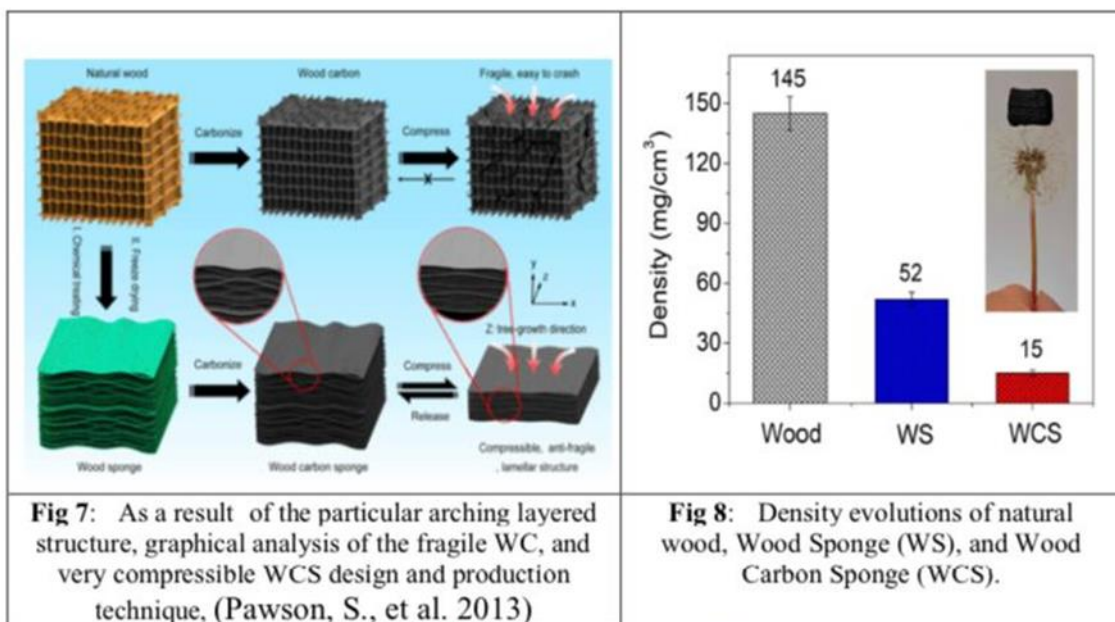 Natural wood
Wood carbon
Fragile, easy to crash
Carbonize
Compress
I. Chemical treating
II. Freeze drying
y
z
x
Z: tree-growth direction
Carbonize
Compress
Release
Wood sponge
Wood carbon sponge
Compressible, anti-fragile
, lamellar structure
Density (mg/cm³)
150
120
90
60
30
0
145
52
15
Wood
WS
WCS
Fig 7: As a result of the particular arching layered
structure, graphical analysis of the fragile WC, and
very compressible WCS design and production
technique, (Pawson, S., et al. 2013)
Fig 8: Density evolutions of natural
wood, Wood Sponge (WS), and Wood
Carbon Sponge (WCS).